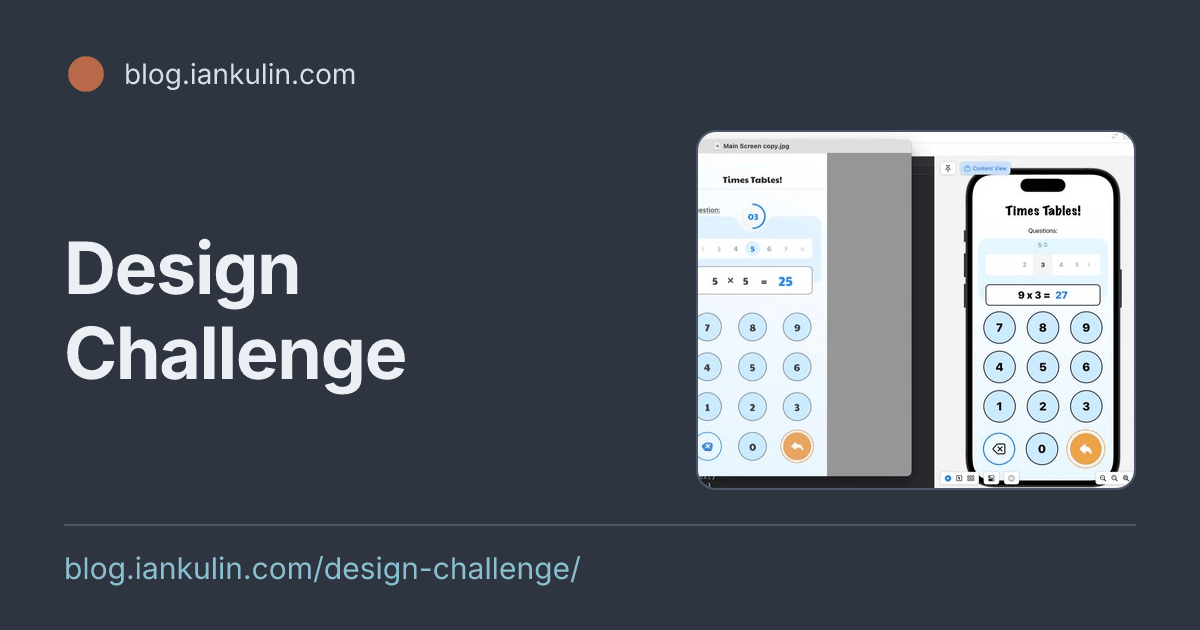 blog.iankulin.com
Design
Challenge
Main Screen copy.jpg
Times Tables!
estion:
03
3 4 5 6 7
5 × 5 = 25
7 8 9
4 5 6
1 2 3
0
Content View
Times Tables!
Questions:
5
2 3 4 5
9 x 3 = 27
7 8 9
4 5 6
1 2 3
0
blog.iankulin.com/design-challenge/